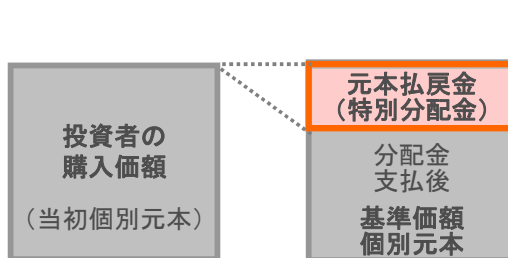 投資者の
購入価額
（当初個別元本）
元本払戻金
（特別分配金）
分配金
支払後
基準価額
個別元本